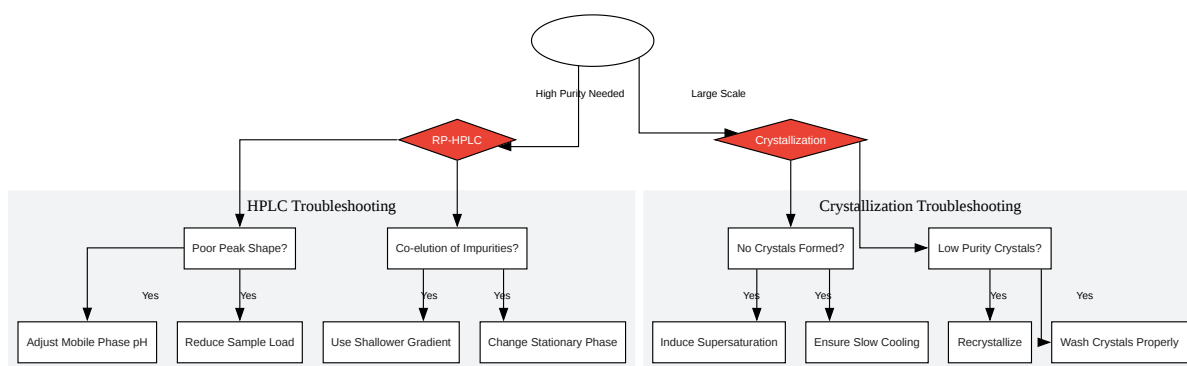 High Purity Needed
Large Scale
RP-HPLC
Crystallization
HPLC Troubleshooting
Crystallization Troubleshooting
Poor Peak Shape?
Co-elution of Impurities?
No Crystals Formed?
Low Purity Crystals?
Yes
Yes
Yes
Yes
Yes
Yes
Yes
Yes
Adjust Mobile Phase pH
Reduce Sample Load
Use Shallower Gradient
Change Stationary Phase
Induce Supersaturation
Ensure Slow Cooling
Recrystallize
Wash Crystals Properly